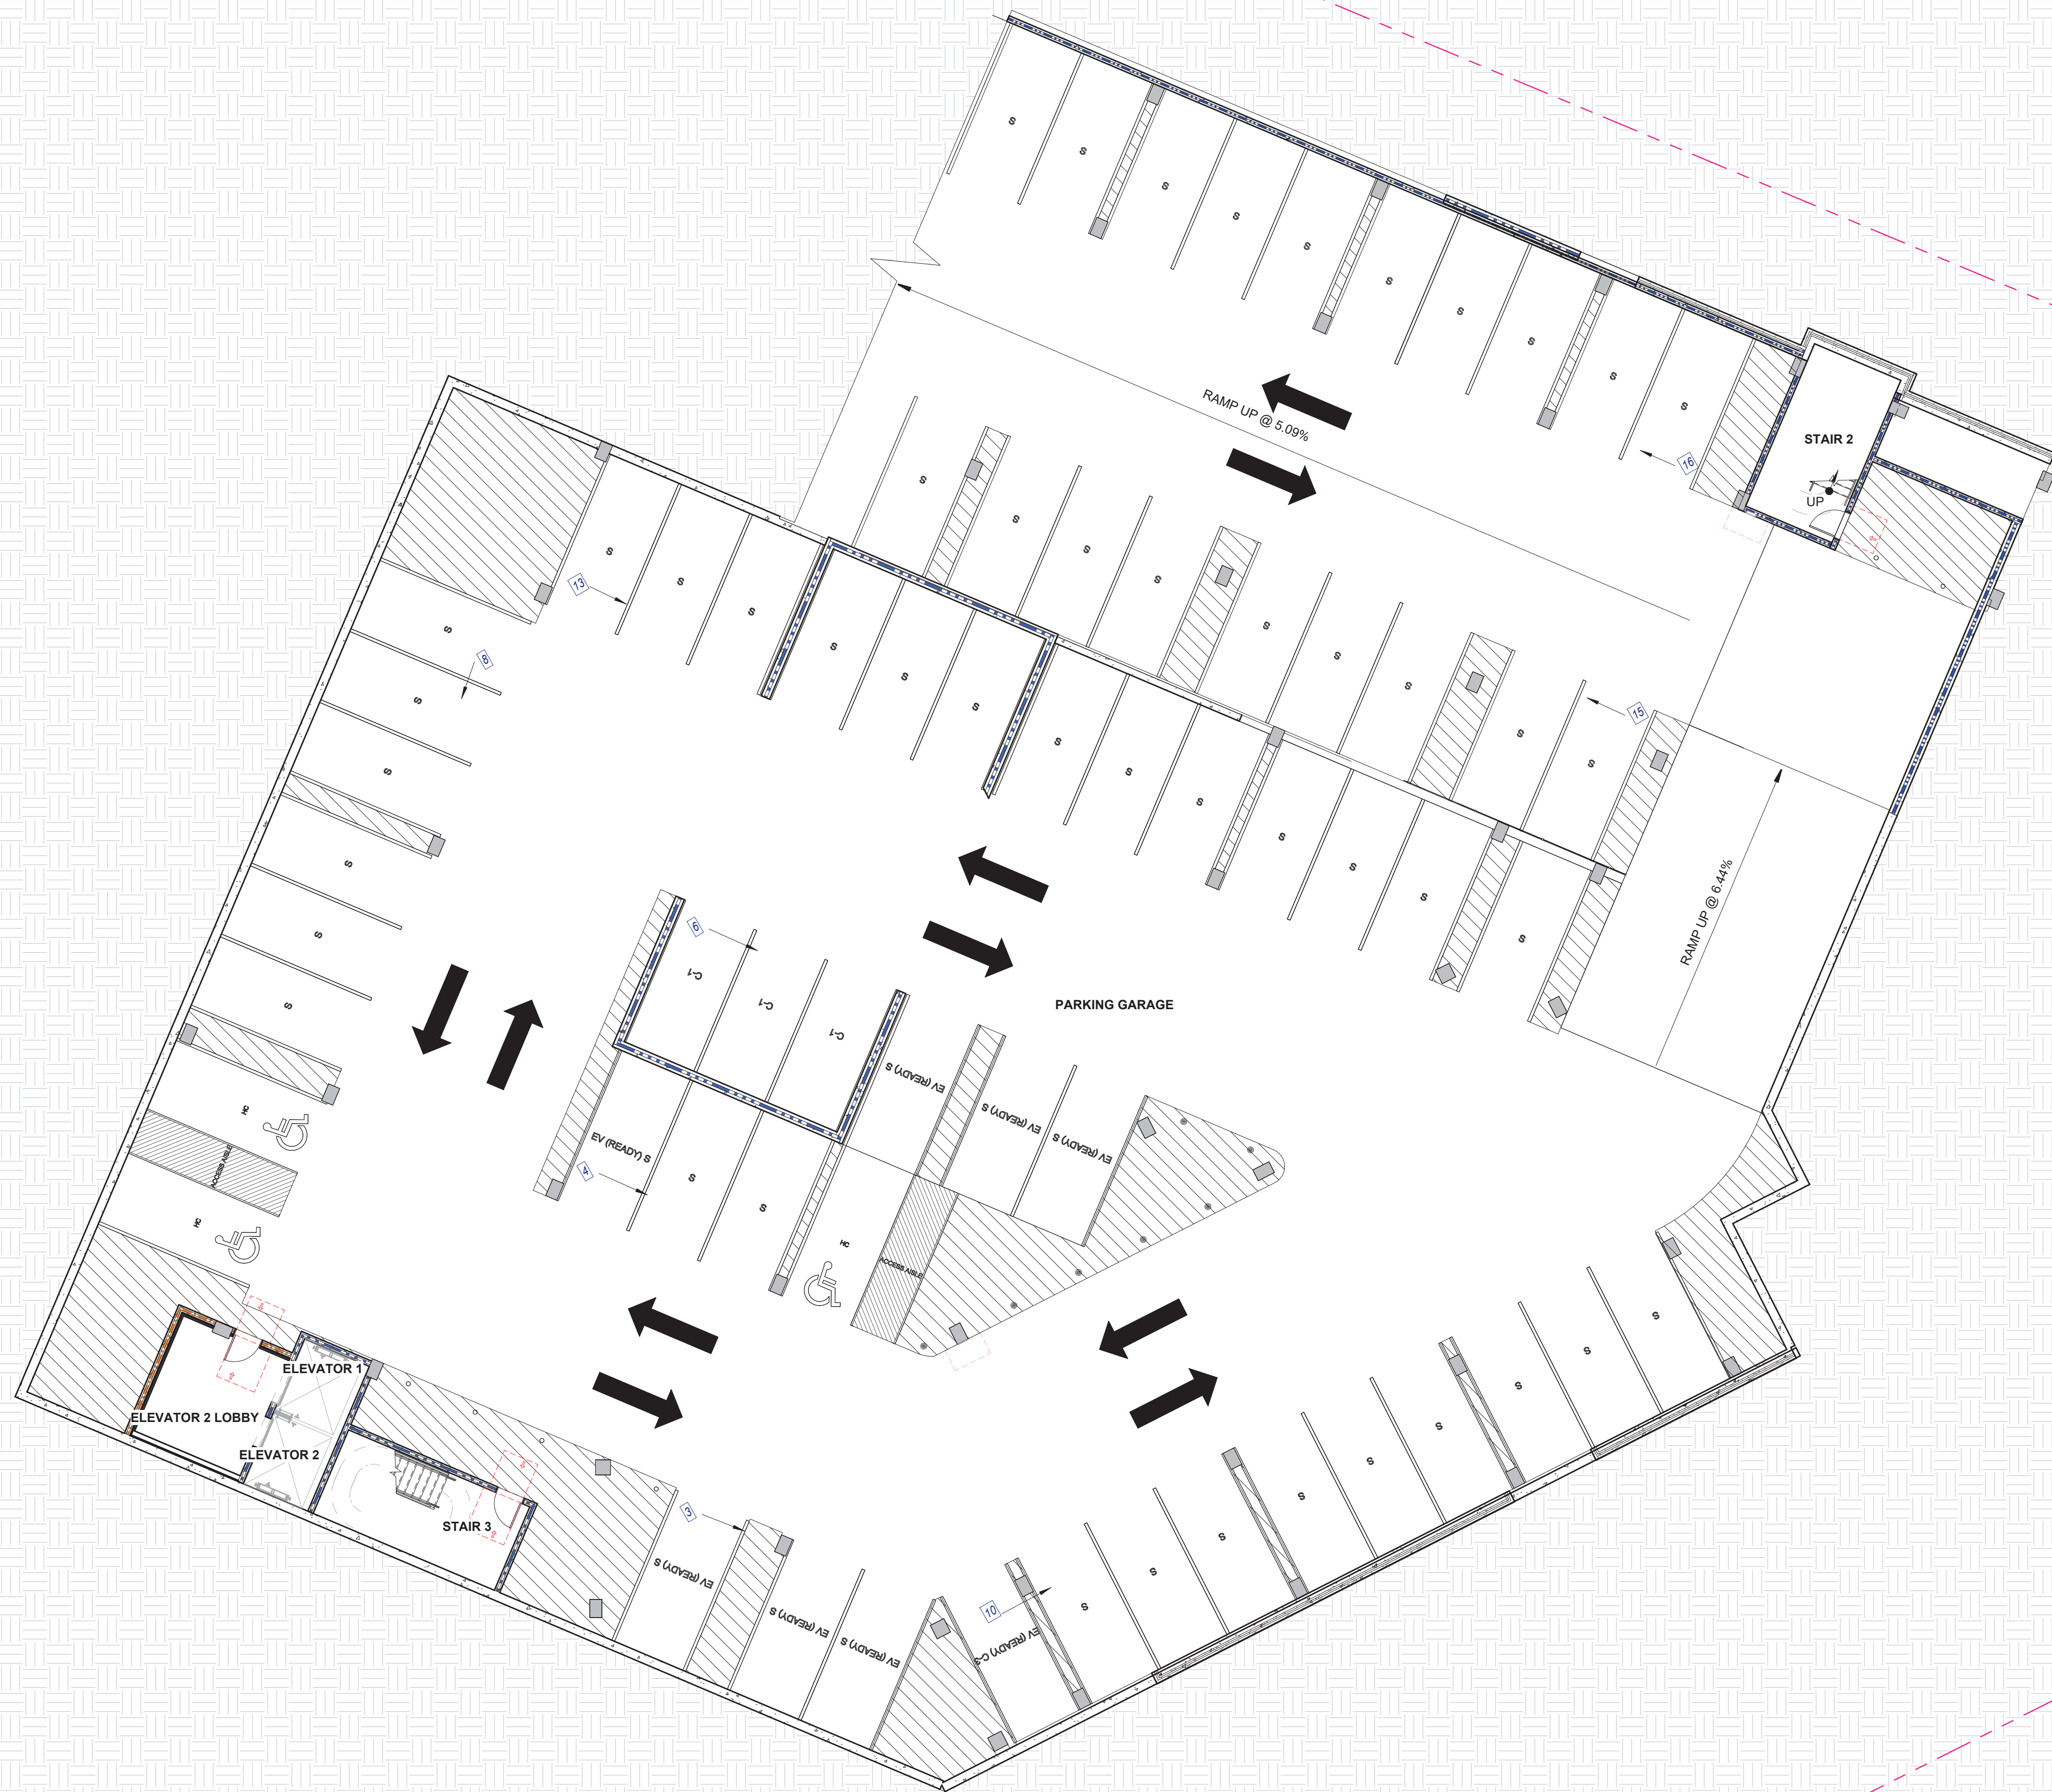 S
S
S
S
S
S
S
S
S
S
RAMP UP @ 5.09%
16
STAIR 2
UP
S
S
S
S
S
S
S
S
S
15
13
S
S
S
S
S
S
S
S
S
S
S
S
S
8
S
S
S
S
S
S
RAMP UP @ 6.44%
6
C-1
C-1
C-1
PARKING GARAGE
EV (READY) S
EV (READY) S
EV (READY) S
HC
ACCESS AISLE
HC
EV (READY) S
4
S
S
HC
ACCESS AISLE
ELEVATOR 1
ELEVATOR 2 LOBBY
ELEVATOR 2
STAIR 3
3
EV (READY) S
EV (READY) S
EV (READY) S
EV (READY)
10
S
S
S
S
S
S
S
S
S